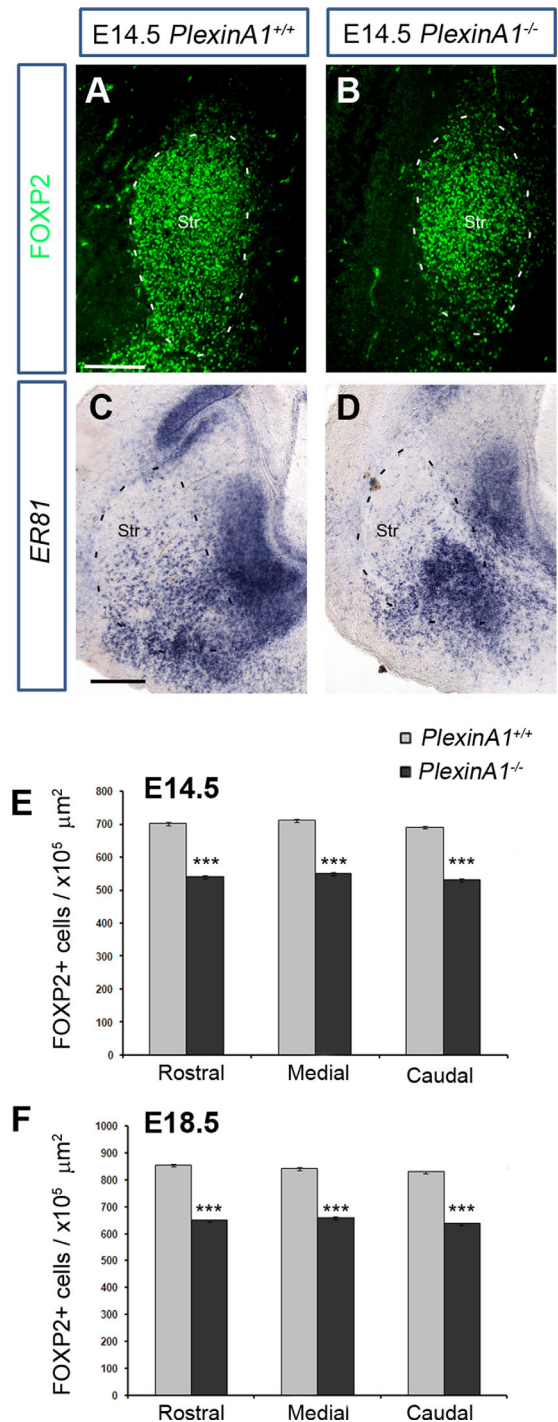 E14.5 PlexinA1+/+
E14.5 PlexinA1-/-
FOXP2
A
Str
B
Str
ER81
C
Str
D
Str
PlexinA1+/+
PlexinA1-/-
E
E14.5
FOXP2+ cells / x10⁵ μm²
800
700
600
500
400
300
200
100
0
***
***
***
Rostral
Medial
Caudal
F
E18.5
FOXP2+ cells / x10⁵ μm²
1000
900
800
700
600
500
400
300
200
100
0
***
***
***
Rostral
Medial
Caudal